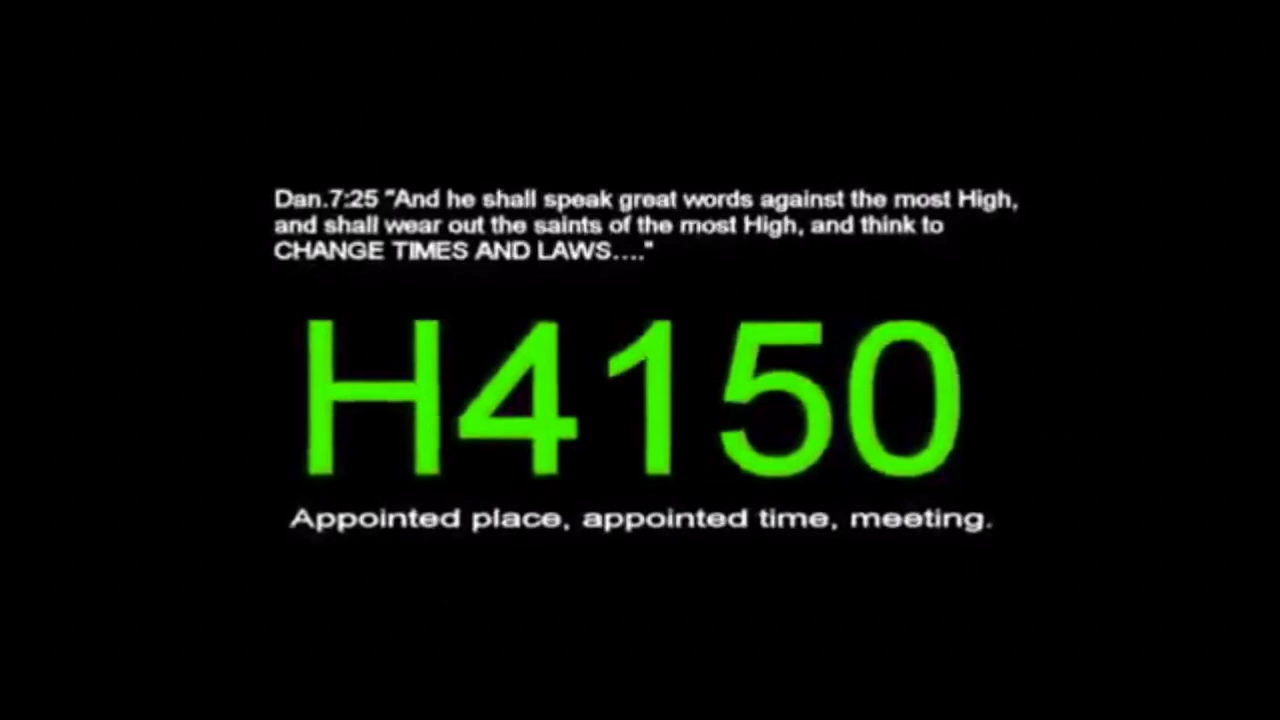 Dan.7:25 "And he shall speak great words against the most High,
and shall wear out the saints of the most High, and think to
CHANGE TIMES AND LAWS...."
H4150
Appointed place, appointed time, meeting.